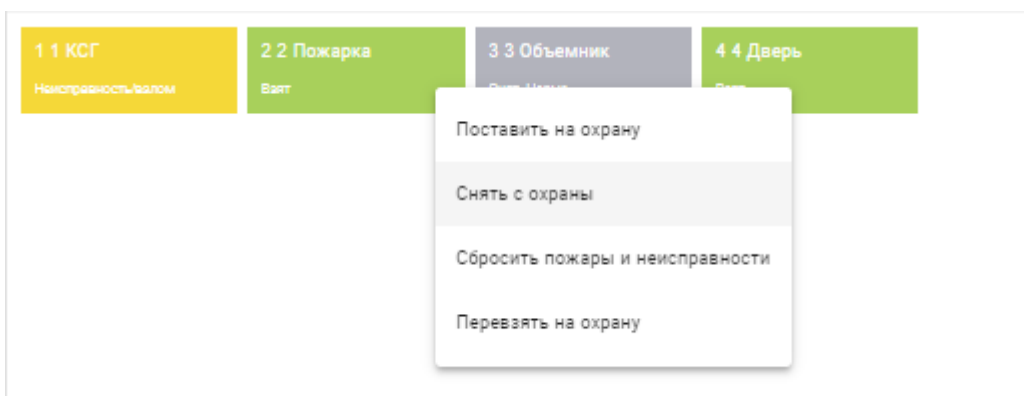 1 1 КСГ
Неисправность/взлом
2 2 Пожарка
Взят
3 3 Объемник
4 4 Дверь
Поставить на охрану
Снять с охраны
Сбросить пожары и неисправности
Перевзять на охрану